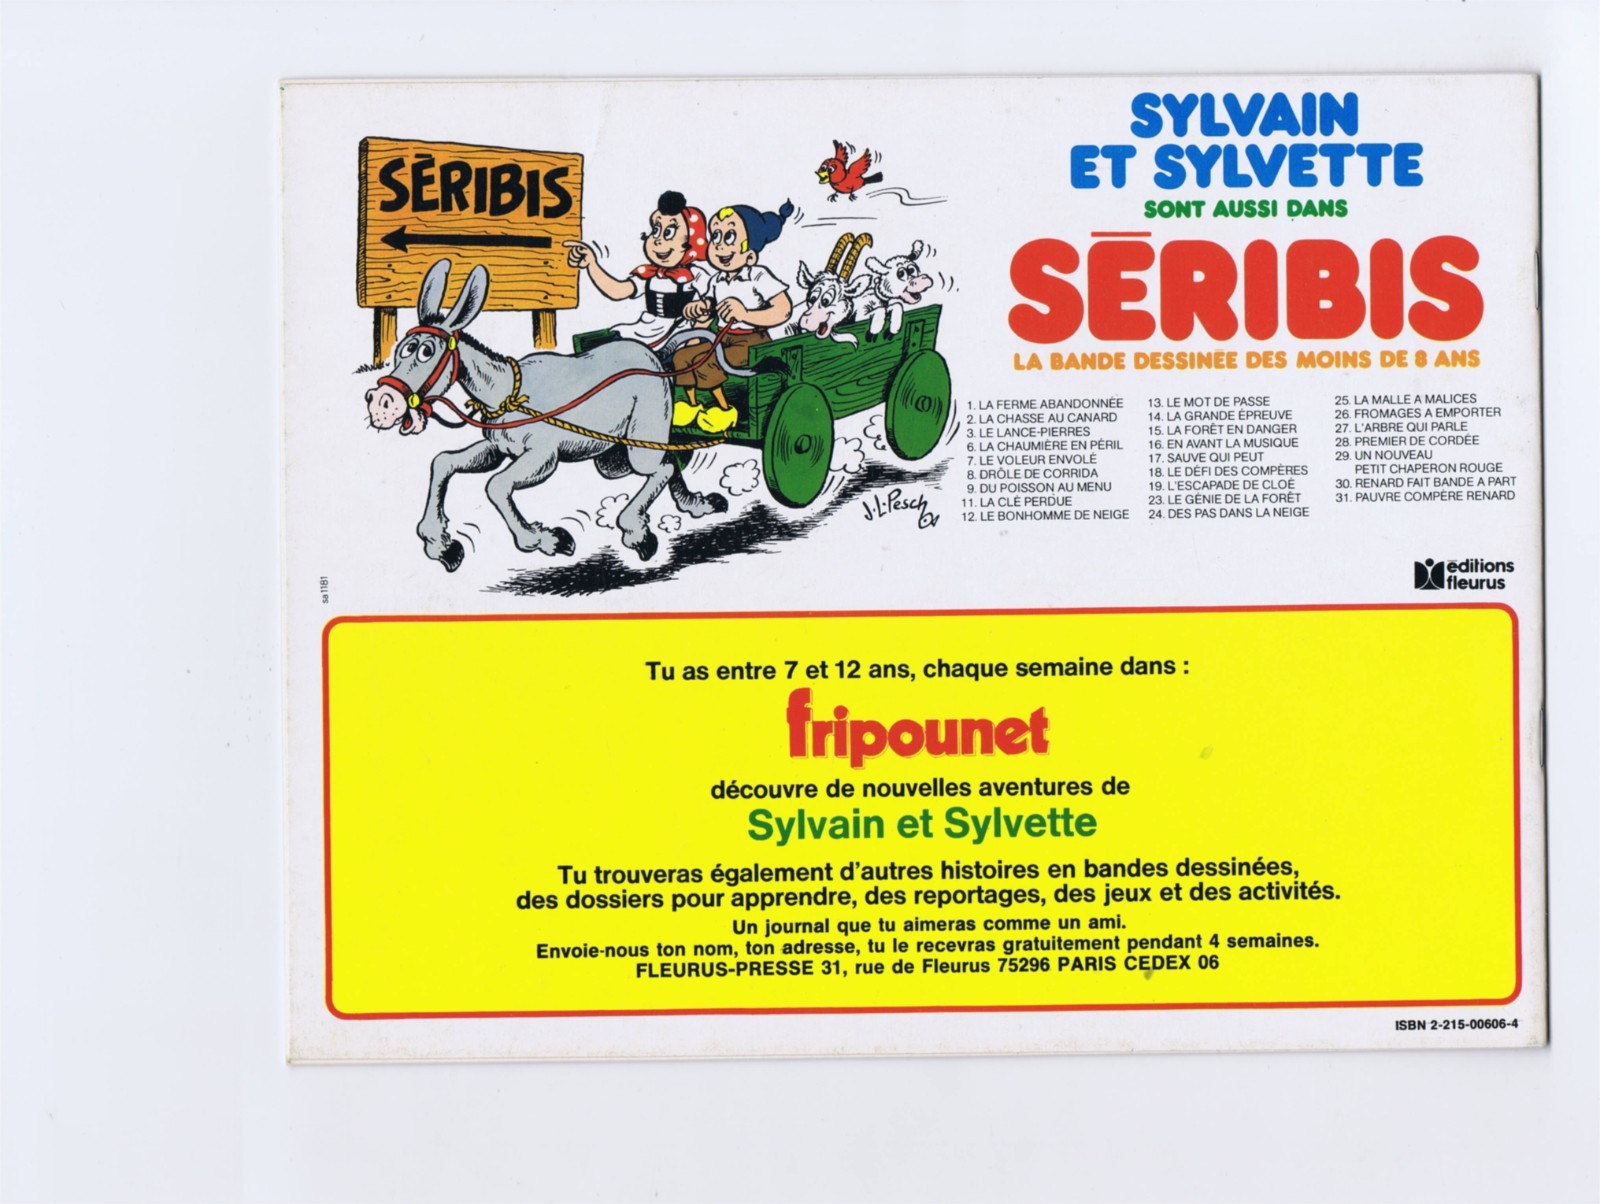 SÉRIBIS
J-L-Pesch
SYLVAIN
ET SYLVETTE
SONT AUSSI DANS
SÉRIBIS
LA BANDE DESSINÉE DES MOINS DE 8 ANS
1. LA FERME ABANDONNÉE
2. LA CHASSE AU CANARD
3. LE LANCE-PIERRES
6. LA CHAUMIÈRE EN PÉRIL
7. LE VOLEUR ENVOLÉ
8. DRÔLE DE CORRIDA
9. DU POISSON AU MENU
11. LA CLÉ PERDUE
12. LE BONHOMME DE NEIGE
13. LE MOT DE PASSE
14. LA GRANDE ÉPREUVE
15. LA FORÊT EN DANGER
16. EN AVANT LA MUSIQUE
17. SAUVE QUI PEUT
18. LE DÉFI DES COMPÈRES
19. L'ESCAPADE DE CLOÉ
23. LE GÉNIE DE LA FORÊT
24. DES PAS DANS LA NEIGE
25. LA MALLE A MALICES
26. FROMAGES A EMPORTER
27. L'ARBRE QUI PARLE
28. PREMIER DE CORDÉE
29. UN NOUVEAU
PETIT CHAPERON ROUGE
30. RENARD FAIT BANDE A PART
31. PAUVRE COMPÈRE RENARD
éditions
fleurus
sa1181
Tu as entre 7 et 12 ans, chaque semaine dans :
fripounet
découvre de nouvelles aventures de
Sylvain et Sylvette
Tu trouveras également d'autres histoires en bandes dessinées,
des dossiers pour apprendre, des reportages, des jeux et des activités.
Un journal que tu aimeras comme un ami.
Envoie-nous ton nom, ton adresse, tu le recevras gratuitement pendant 4 semaines.
FLEURUS-PRESSE 31, rue de Fleurus 75296 PARIS CEDEX 06
ISBN 2-215-00606-4